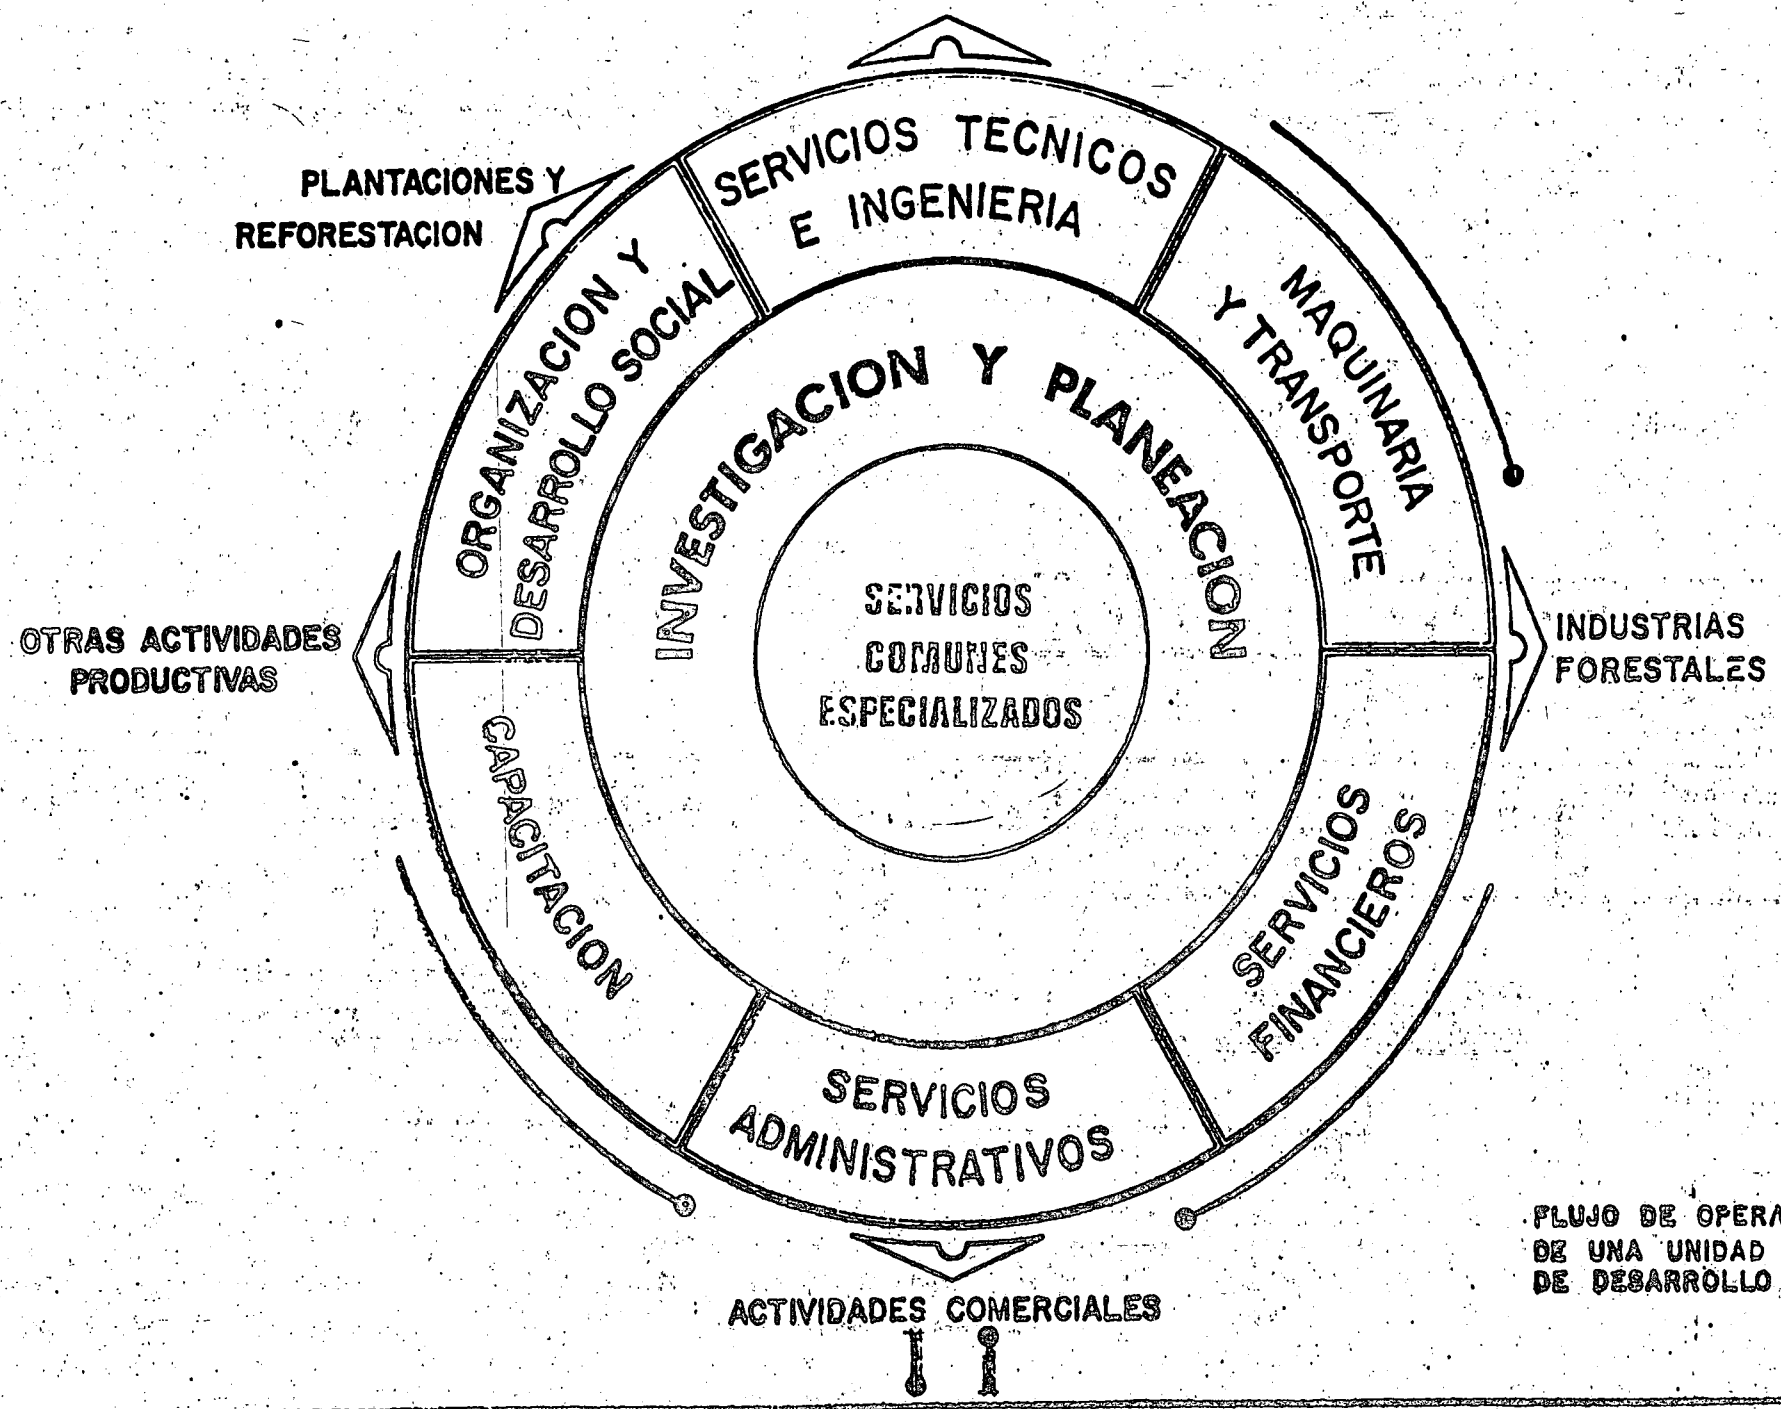 SERVICIOS TECNICOS
E INGENIERIA
PLANTACIONES Y
REFORESTACION
ORGANIZACION Y
DESARROLLO SOCIAL
MAQUINARIA
Y TRANSPORTE
INVESTIGACION Y PLANEACION
SERVICIOS
COMUNES
ESPECIALIZADOS
OTRAS ACTIVIDADES
PRODUCTIVAS
INDUSTRIAS
FORESTALES
CAPACITACION
SERVICIOS
FINANCIEROS
SERVICIOS
ADMINISTRATIVOS
ACTIVIDADES COMERCIALES
FLUJO DE OPERA
DE UNA UNIDAD
DE DESARROLLO